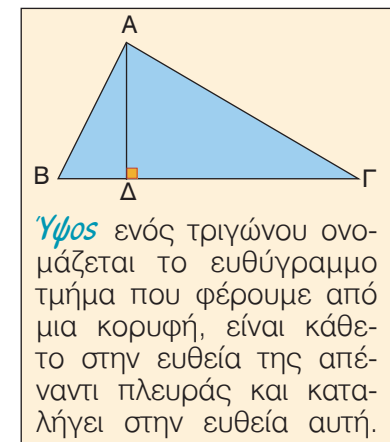 Α
Β
Δ
Γ
Ύψος ενός τριγώνου ονο-
μάζεται το ευθύγραμμο
τμήμα που φέρουμε από
μια κορυφή, είναι κάθε-
το στην ευθεία της απέ-
ναντι πλευράς και κατα-
λήγει στην ευθεία αυτή.